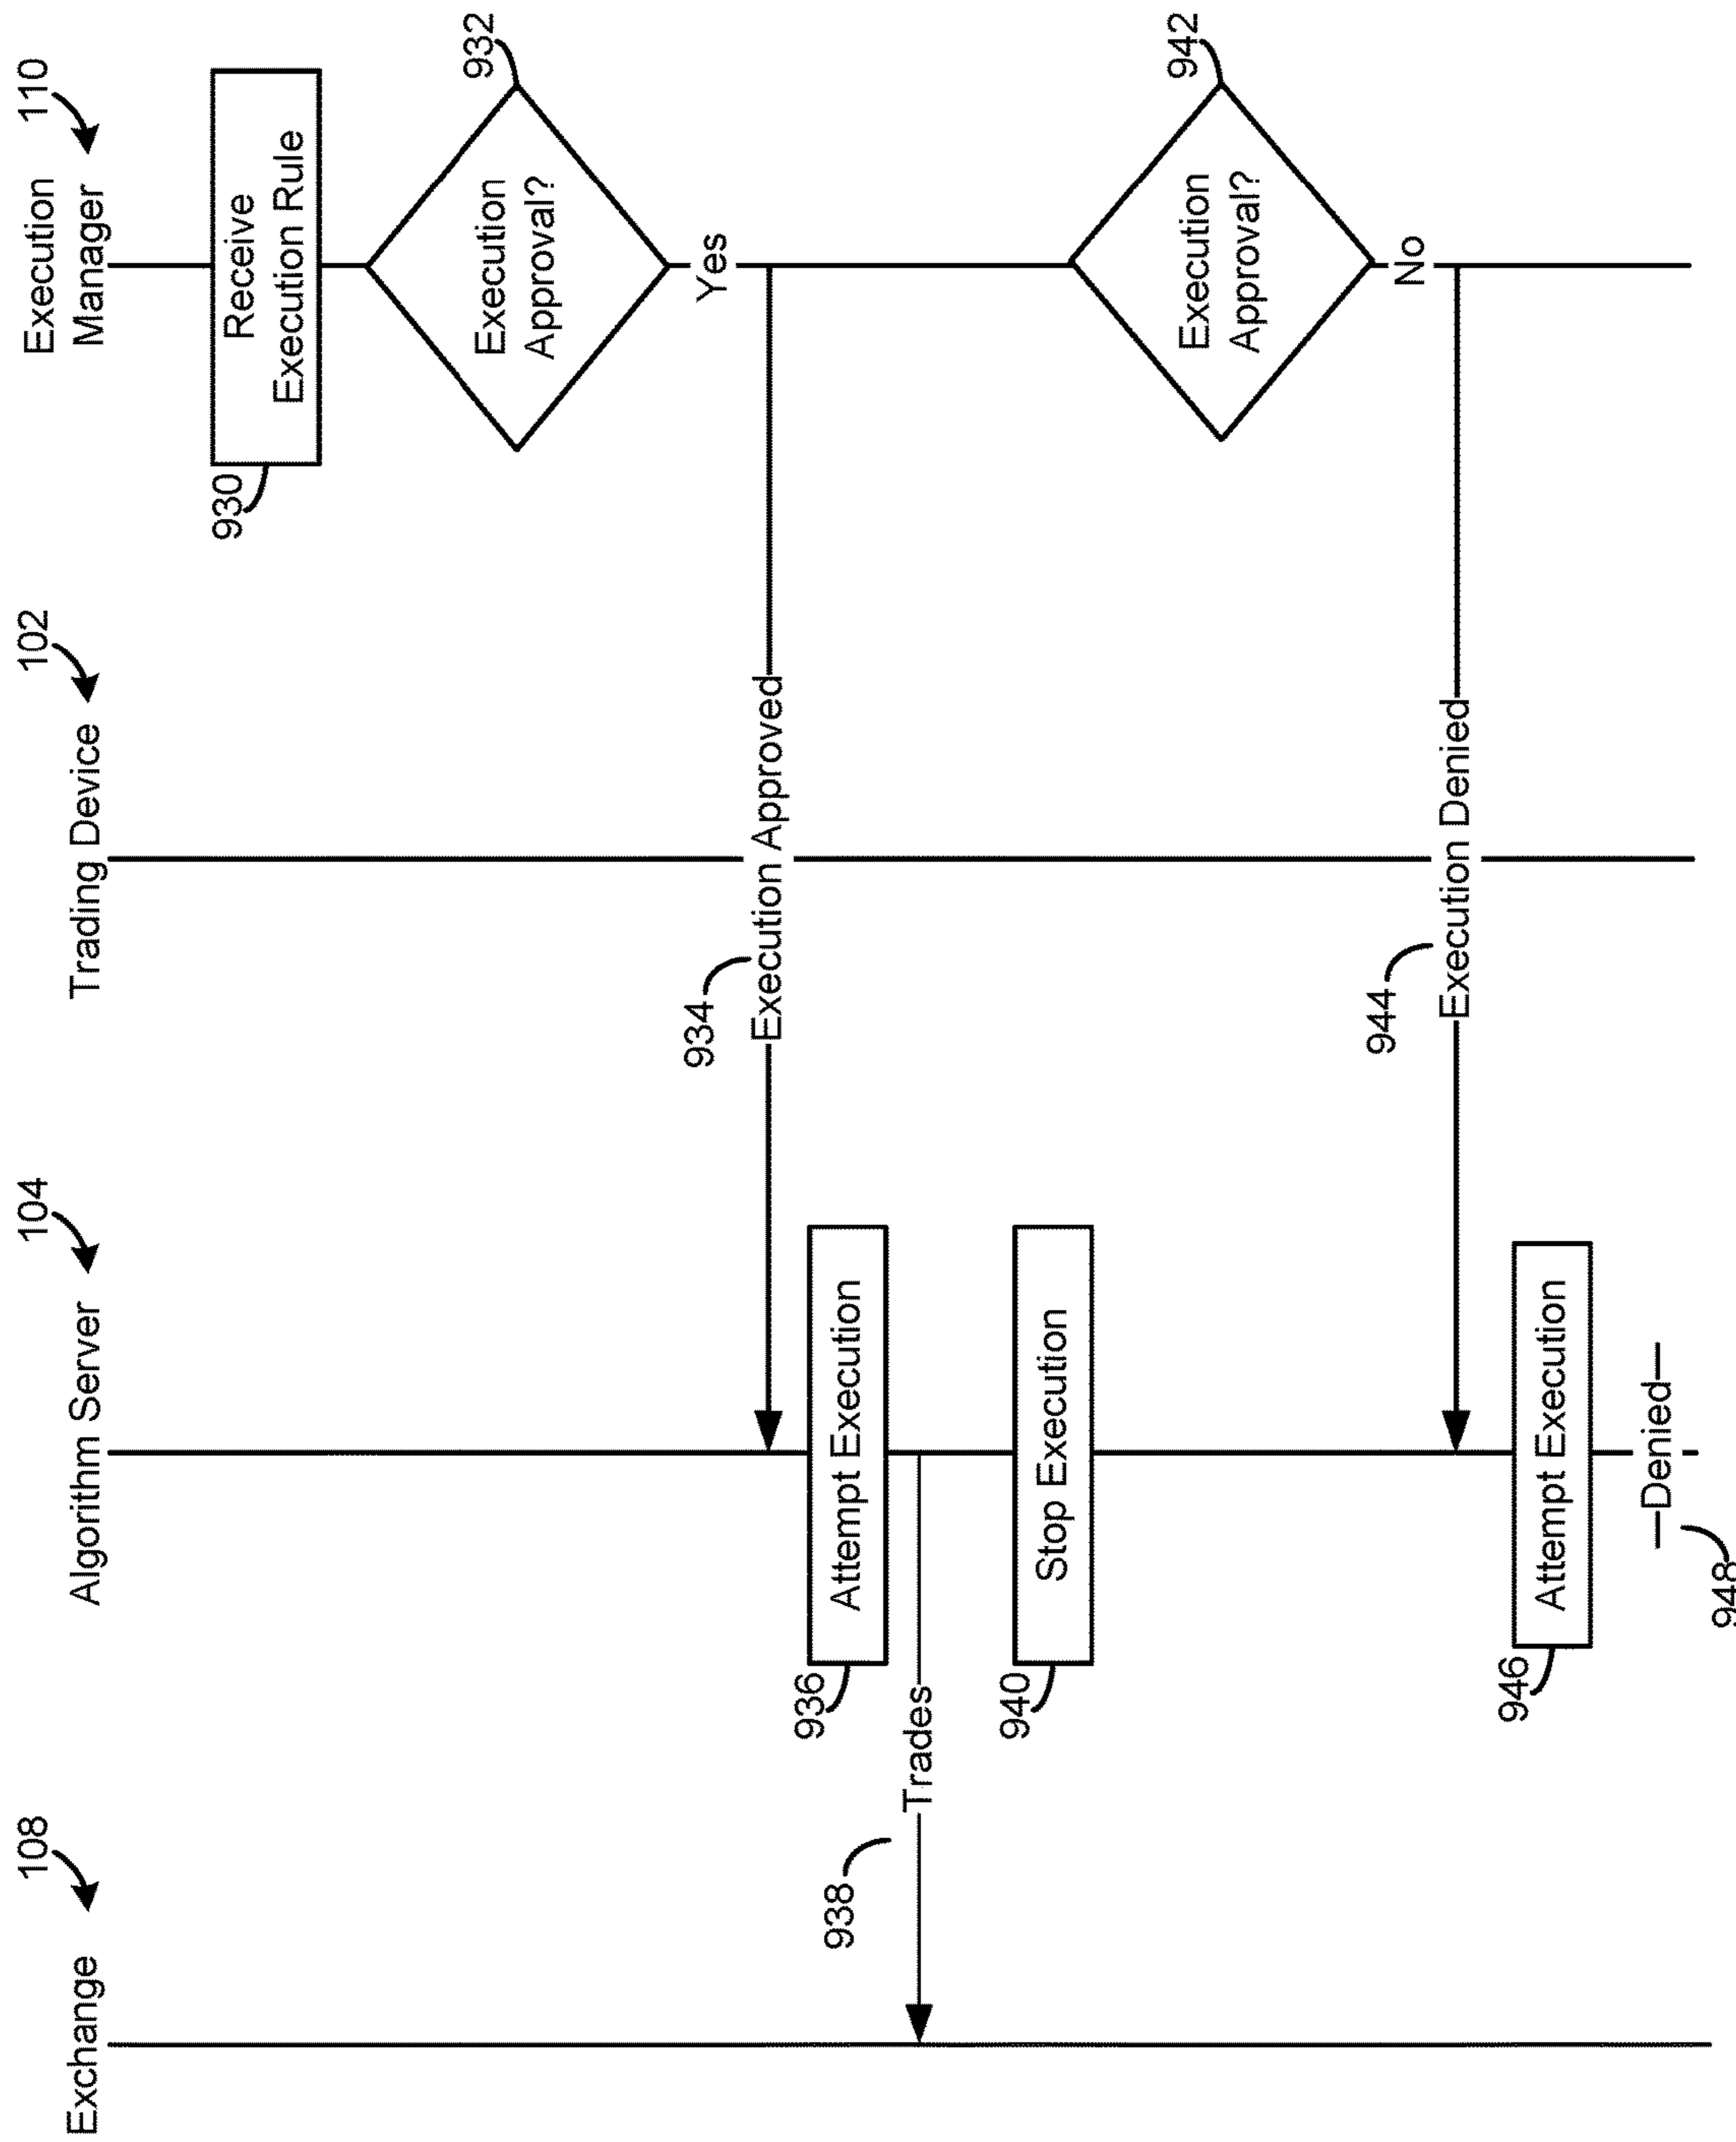 Exchange
108
Algorithm Server
104
Trading Device
102
Execution
Manager
110
930
Receive
Execution Rule
932
Execution
Approval?
Yes
934
Execution Approved
936
Attempt Execution
938
Trades
940
Stop Execution
942
Execution
Approval?
No
944
Execution Denied
946
Attempt Execution
Denied
948